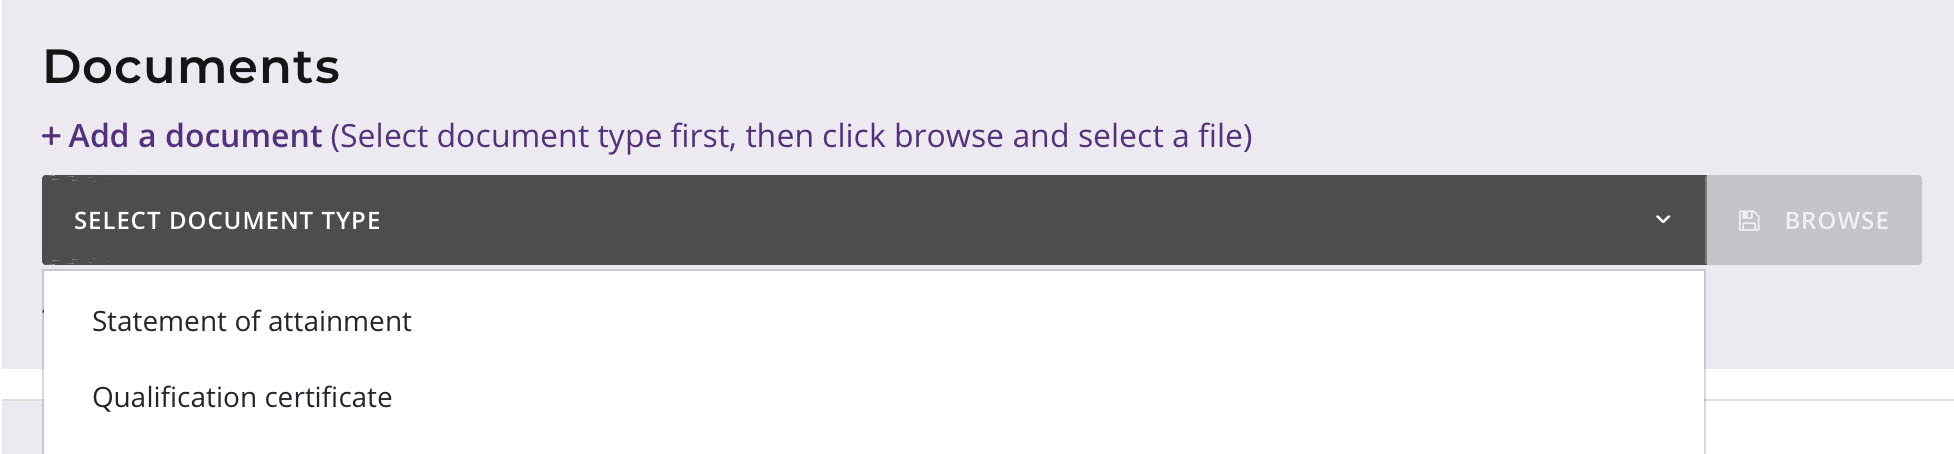 Documents
+ Add a document (Select document type first, then click browse and select a file)
SELECT DOCUMENT TYPE
BROWSE
Statement of attainment
Qualification certificate